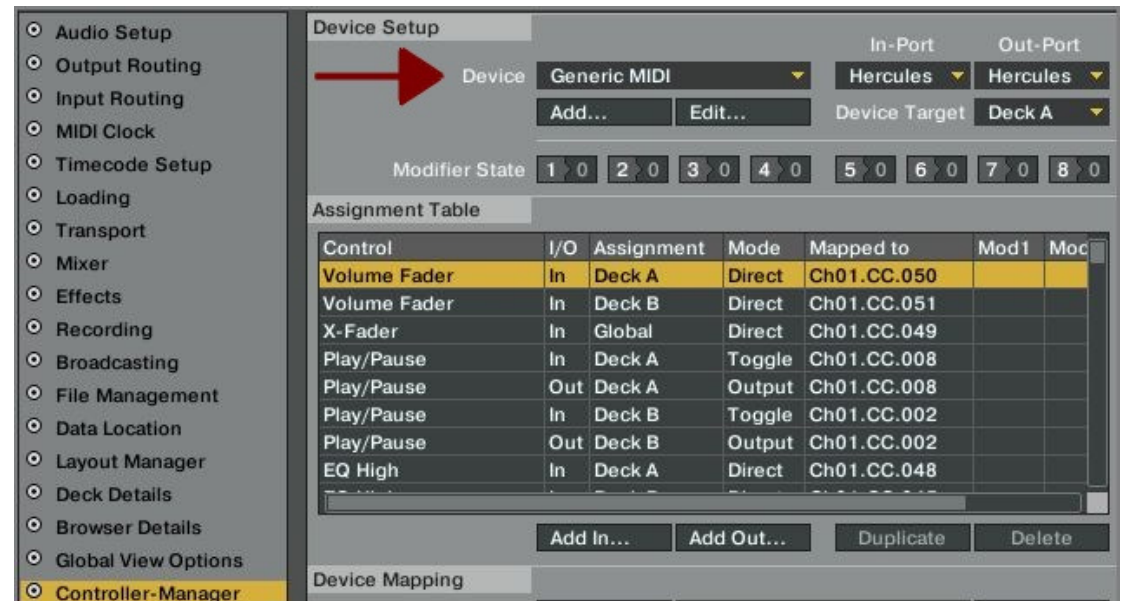 Audio Setup
Output Routing
Input Routing
MIDI Clock
Timecode Setup
Loading
Transport
Mixer
Effects
Recording
Broadcasting
File Management
Data Location
Layout Manager
Deck Details
Browser Details
Global View Options
Controller-Manager
Device Setup
In-Port Out-Port
Device Generic MIDI Hercules Hercules
Add... Edit... Device Target Deck A
Modifier State 1 0 2 0 3 0 4 0 5 0 6 0 7 0 8 0
Assignment Table
Control I/O Assignment Mode Mapped to Mod1
Volume Fader In Deck A Direct Ch01.CC.050
Volume Fader In Deck B Direct Ch01.CC.051
X-Fader In Global Direct Ch01.CC.049
Play/Pause In Deck A Toggle Ch01.CC.008
Play/Pause Out Deck A Output Ch01.CC.008
Play/Pause In Deck B Toggle Ch01.CC.002
Play/Pause Out Deck B Output Ch01.CC.002
EQ High In Deck A Direct Ch01.CC.048
Add In... Add Out... Duplicate Delete
Device Mapping